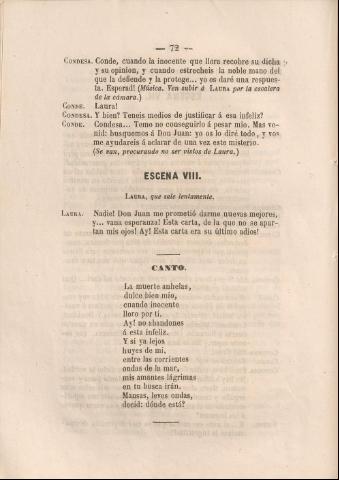 — 72 —
CONDESA. Conde, cuando la inocente que llora recobre su dicha
y su opinion, y cuando estrecheis la noble mano del
que la defiende y la protege... yo os daré una respues-
ta. Esperad! (Música. Ven subir á LAURA por la escalera
de la cámara.)
CONDE. Laura!
CONDESA. Y bien? Teneis medios de justificar á esa infeliz?
CONDE. Condesa... Temo no conseguirlo á pesar mio. Mas ve-
nid: busquemos á Don Juan: yo os lo diré todo, y vos
me ayudareis á aclarar de una vez este misterio.
(Se van, procurando no ser vistos de Laura.)
ESCENA VIII.
LAURA, que sale lentamente.
LAURA. Nadie! Don Juan me prometió darme nuevas mejores,
y... vana esperanza! Esta carta, de la que no se apar-
tan mis ojos! Ay! Esta carta era su último adios!
CANTO.
La muerte anhelas,
dulce bien mio,
cuando inocente
lloro por tí.
Ay! no abandones
á esta infeliz.
Y si ya lejos
huyes de mí,
entre las corrientes
ondas de la mar,
mis amantes lágrimas
en tu busca irán.
Mansas, leves ondas,
decid: dónde está?